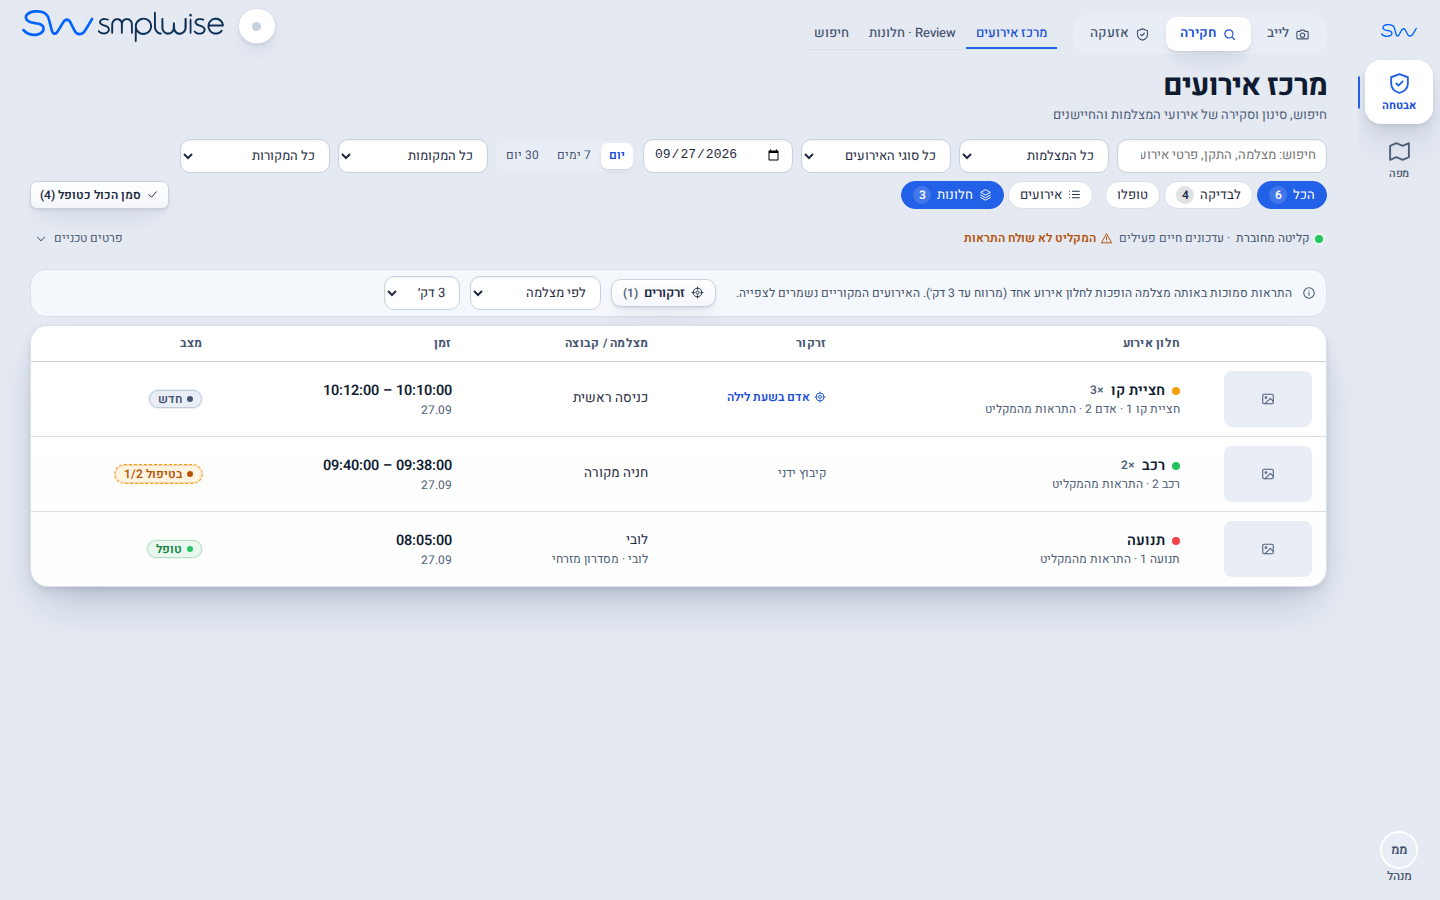 לייב
חקירה
אזעקה
מרכז אירועים
Review · חלונות
חיפוש
smplwise
אבטחה
מפה
מרכז אירועים
חיפוש, סינון וסקירה של אירועי המצלמות והחיישנים
חיפוש: מצלמה, התקן, פרטי אירוע
כל המצלמות
כל סוגי האירועים
09/27/2026
יום
7 ימים
30 יום
כל המקומות
כל המקורות
הכל 6
לבדיקה 4
טופלו
אירועים
חלונות 3
סמן הכול כטופל (4)
קליטה מחוברת · עדכונים חיים פעילים
המקליט לא שולח התראות
פרטים טכניים
התראות סמוכות באותה מצלמה הופכות לחלון אירוע אחד (מרווח עד 3 דק׳). האירועים המקוריים נשמרים לצפייה.
זרקורים (1)
לפי מצלמה
3 דק׳
חלון אירוע
זרקור
מצלמה / קבוצה
זמן
מצב
חציית קו ×3
חציית קו 1 · אדם 2 · התראות מהמקליט
אדם בשעת לילה
כניסה ראשית
10:10:00 – 10:12:00
27.09
חדש
רכב ×2
רכב 2 · התראות מהמקליט
קיבוץ ידני
חניה מקורה
09:38:00 – 09:40:00
27.09
בטיפול 1/2
תנועה
תנועה 1 · התראות מהמקליט
לובי
לובי · מסדרון מזרחי
08:05:00
27.09
טופל
ממ
מנהל